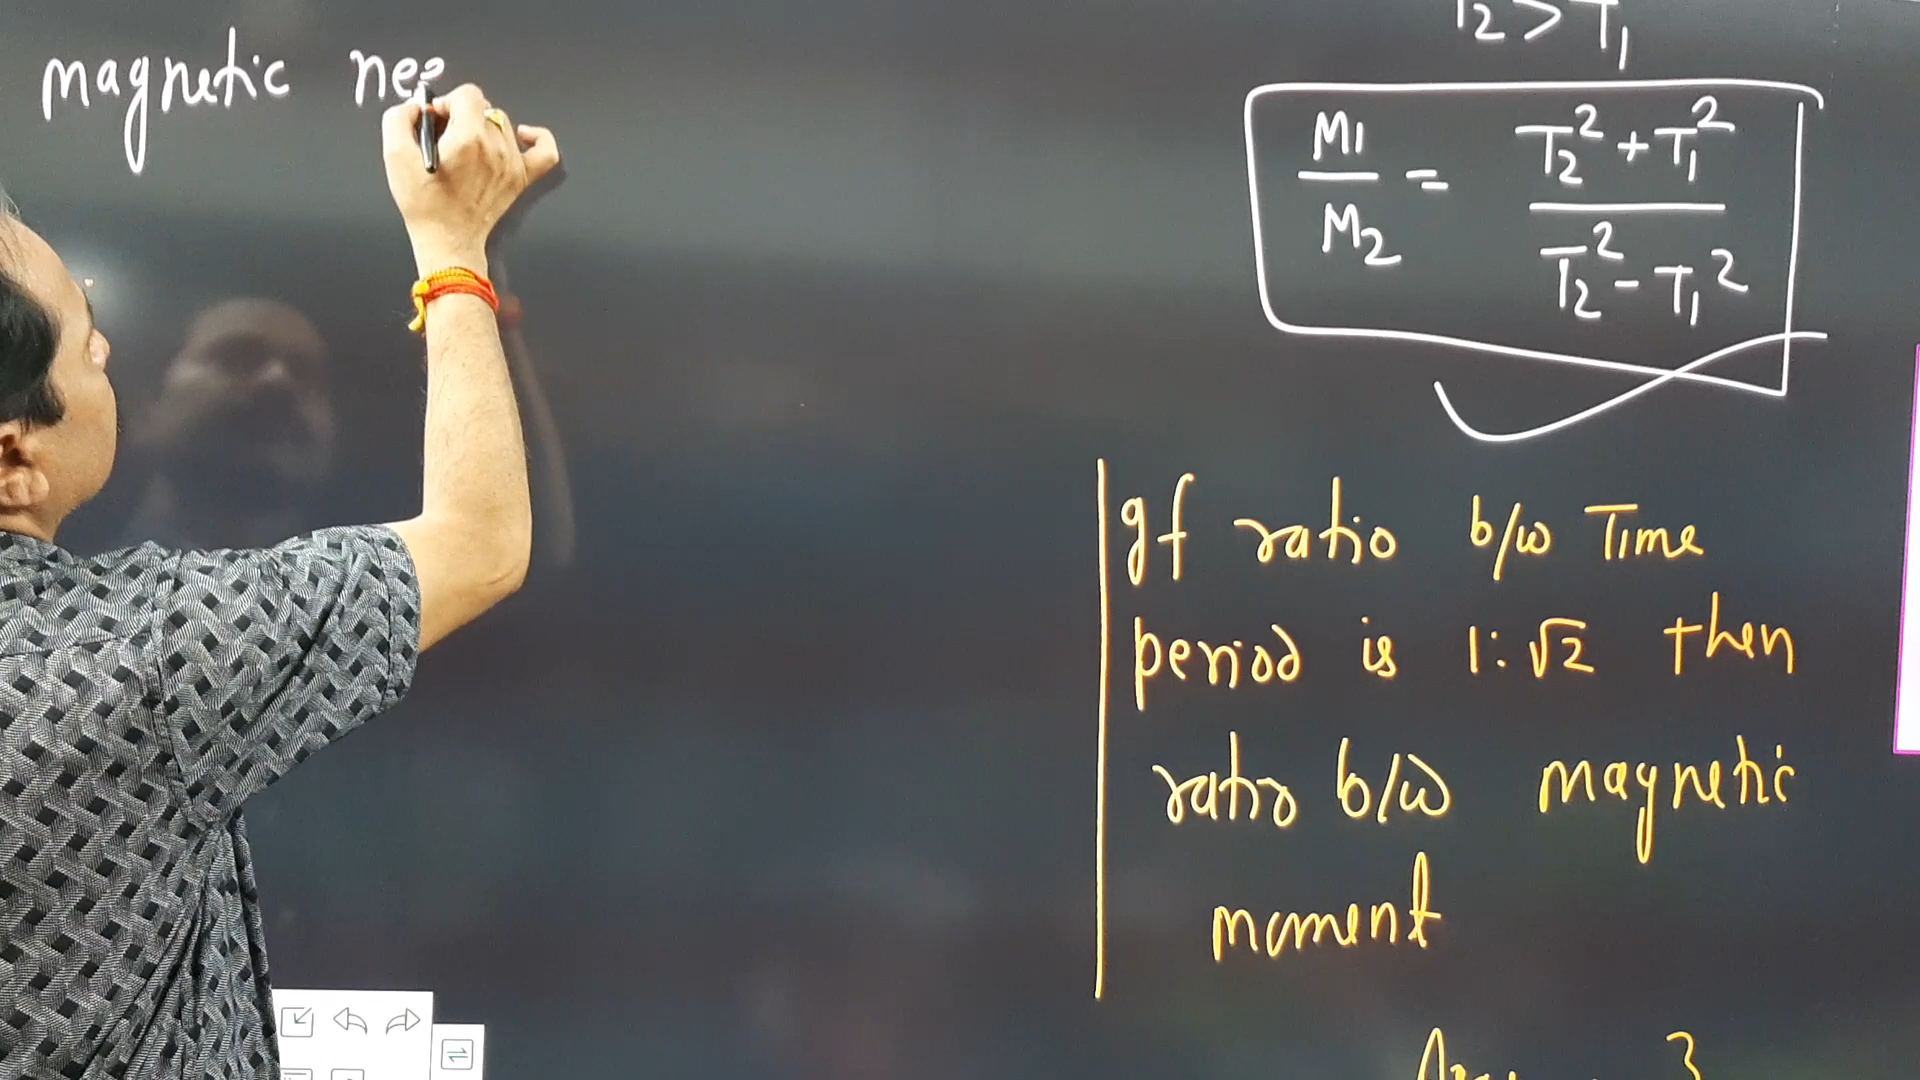 magnetic nee
T₂ > T₁
M1/M₂ = (T₂² + T₁²)/(T₂² - T₁²)
If ratio b/w Time
period is 1:√2 then
ratio b/w magnetic
moment
3